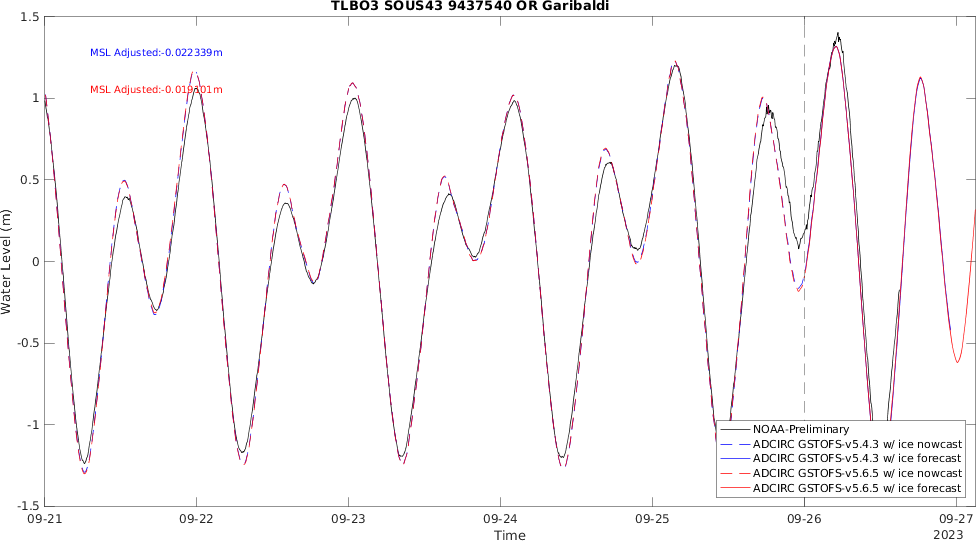 TLBO3 SOUS43 9437540 OR Garibaldi
1.5
MSL Adjusted:-0.022339m
MSL Adjusted:-0.019101m
1
0.5
Water Level (m)
0
-0.5
-1
-1.5
NOAA-Preliminary
ADCIRC GSTOFS-v5.4.3 w/ ice nowcast
ADCIRC GSTOFS-v5.4.3 w/ ice forecast
ADCIRC GSTOFS-v5.6.5 w/ ice nowcast
ADCIRC GSTOFS-v5.6.5 w/ ice forecast
09-21 09-22 09-23 09-24 09-25 09-26 09-27
Time
2023